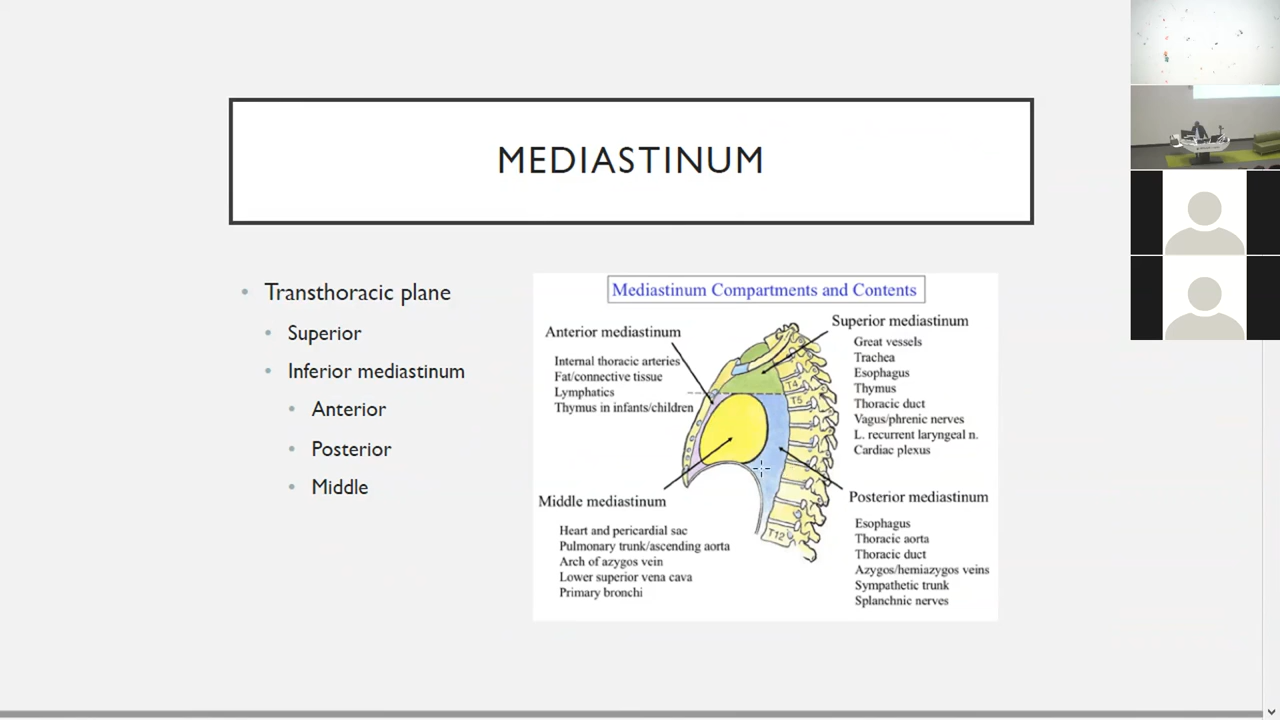 MEDIASTINUM
Transthoracic plane
Superior
Inferior mediastinum
Anterior
Posterior
Middle
Mediastinum Compartments and Contents
Anterior mediastinum
Internal thoracic arteries
Fat/connective tissue
Lymphatics
Thymus in infants/children
Superior mediastinum
Great vessels
Trachea
Esophagus
Thymus
Thoracic duct
Vagus/phrenic nerves
L. recurrent laryngeal n.
Cardiac plexus
T4
T5
T12
Middle mediastinum
Heart and pericardial sac
Pulmonary trunk/ascending aorta
Arch of azygos vein
Lower superior vena cava
Primary bronchi
Posterior mediastinum
Esophagus
Thoracic aorta
Thoracic duct
Azygos/hemiazygos veins
Sympathetic trunk
Splanchnic nerves